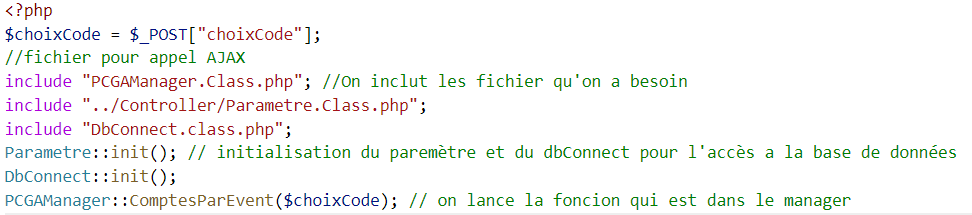 <?php
$choixCode = $_POST["choixCode"];
//fichier pour appel AJAX
include "PCGAManager.Class.php"; //On inclut les fichier qu'on a besoin
include "../Controller/Parametre.Class.php";
include "DbConnect.class.php";
Parametre::init(); // initialisation du paremètre et du dbConnect pour l'accès a la base de données
DbConnect::init();
PCGAManager::ComptesParEvent($choixCode); // on lance la foncion qui est dans le manager